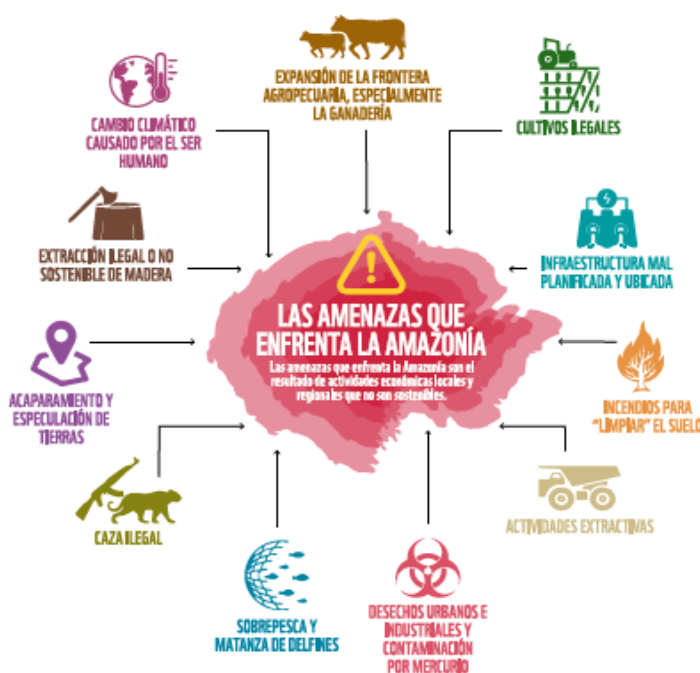 EXPANSIÓN DE LA FRONTERA
AGROPECUARIA, ESPECIALMENTE
LA GANADERÍA
CAMBIO CLIMÁTICO
CAUSADO POR EL SER
HUMANO
CULTIVOS ILEGALES
EXTRACCIÓN ILEGAL O NO
SOSTENIBLE DE MADERA
INFRAESTRUCTURA MAL
PLANIFICADA Y UBICADA
LAS AMENAZAS QUE
ENFRENTA LA AMAZONÍA
Las amenazas que enfrenta la Amazonía son el
resultado de actividades económicas locales y
regionales que no son sostenibles.
ACAPARAMIENTO Y
ESPECULACIÓN DE
TIERRAS
INCENDIOS PARA
“LIMPIAR” EL SUELO
CAZA ILEGAL
ACTIVIDADES EXTRACTIVAS
SOBREPESCA Y
MATANZA DE DELFINES
DESECHOS URBANOS E
INDUSTRIALES Y
CONTAMINACIÓN
POR MERCURIO